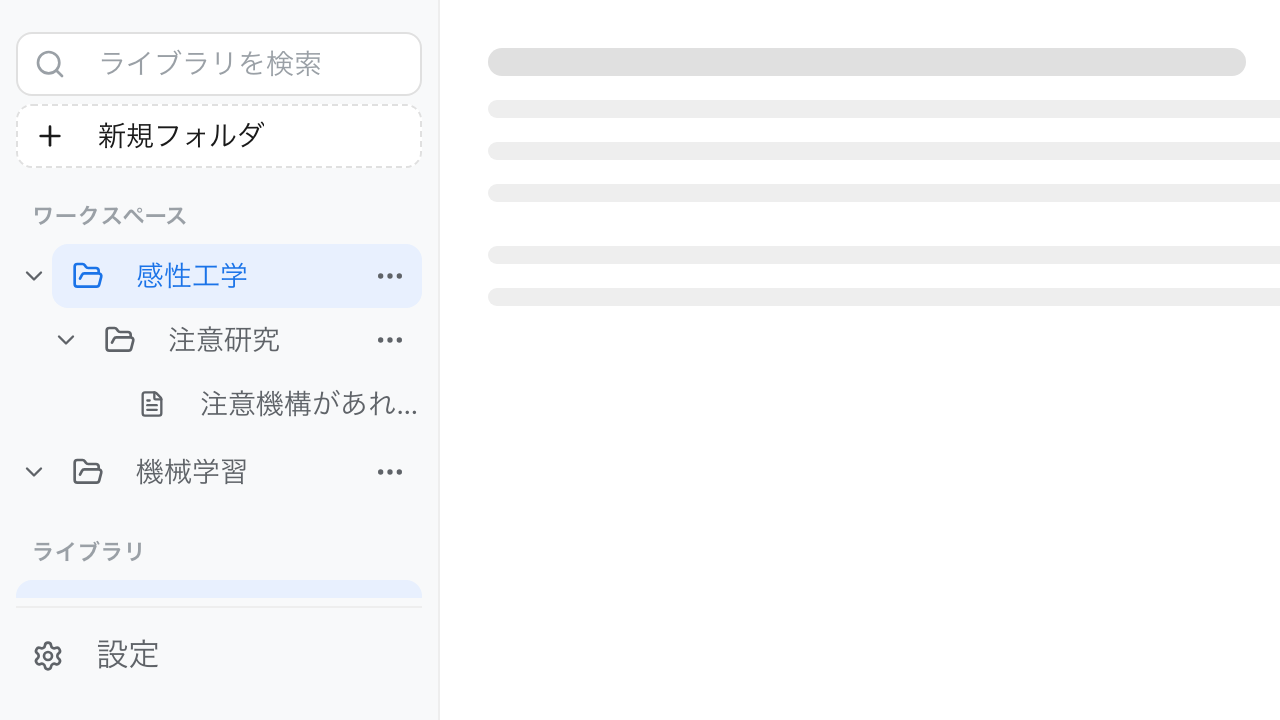 ライブラリを検索
新規フォルダ
ワークスペース
感性工学
注意研究
注意機構があれ...
機械学習
ライブラリ
設定